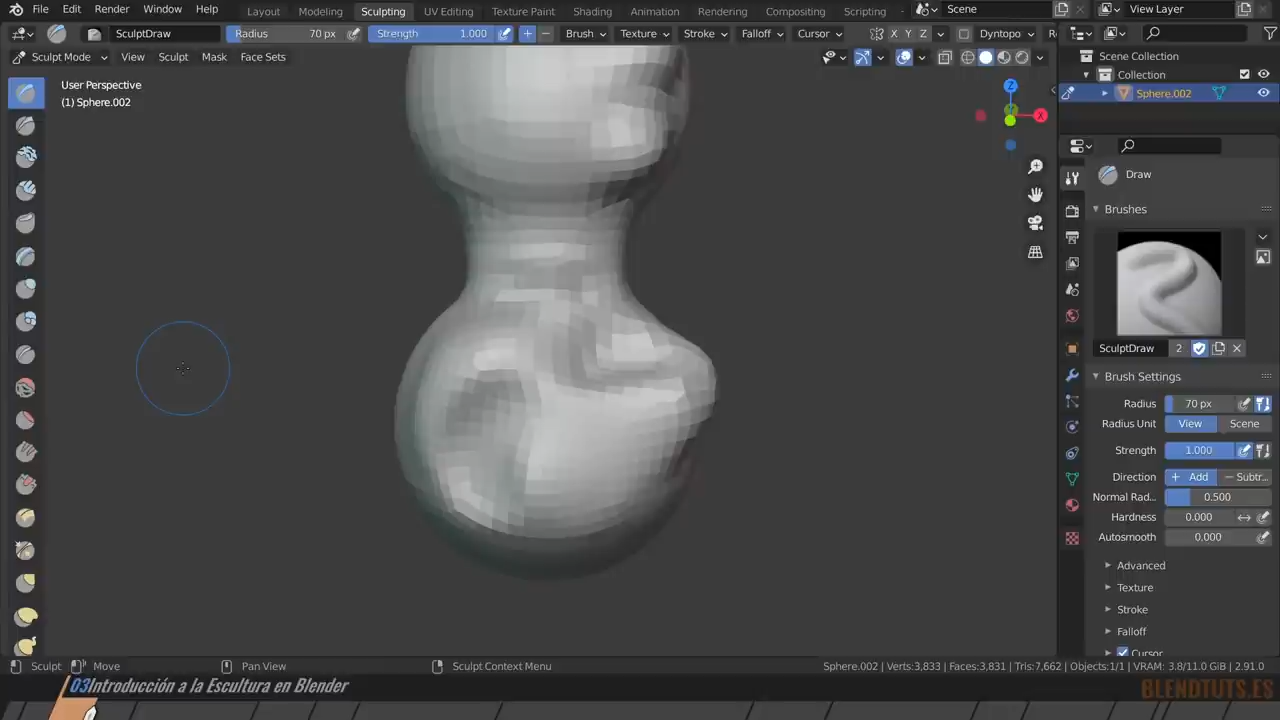 File Edit Render Window Help Layout Modeling Sculpting UV Editing Texture Paint Shading Animation Rendering Compositing Scripting Scene View Layer
SculptDraw Radius 70 px Strength 1.000 Brush Texture Stroke Falloff Cursor X Y Z Dyntopo
Sculpt Mode View Sculpt Mask Face Sets
User Perspective
(1) Sphere.002
Z
X
Scene Collection
Collection
Sphere.002
Draw
Brushes
SculptDraw 2
Brush Settings
Radius 70 px
Radius Unit View Scene
Strength 1.000
Direction + Add — Subtr...
Normal Rad... 0.500
Hardness 0.000
Autosmooth 0.000
Advanced
Texture
Stroke
Falloff
Cursor
Sculpt Move Pan View Sculpt Context Menu Sphere.002 | Verts:3,833 | Faces:3,831 | Tris:7,662 | Objects:1/1 | VRAM: 3.8/11.0 GiB | 2.91.0
03Introducción a la Escultura en Blender
BLENDTUTS.ES